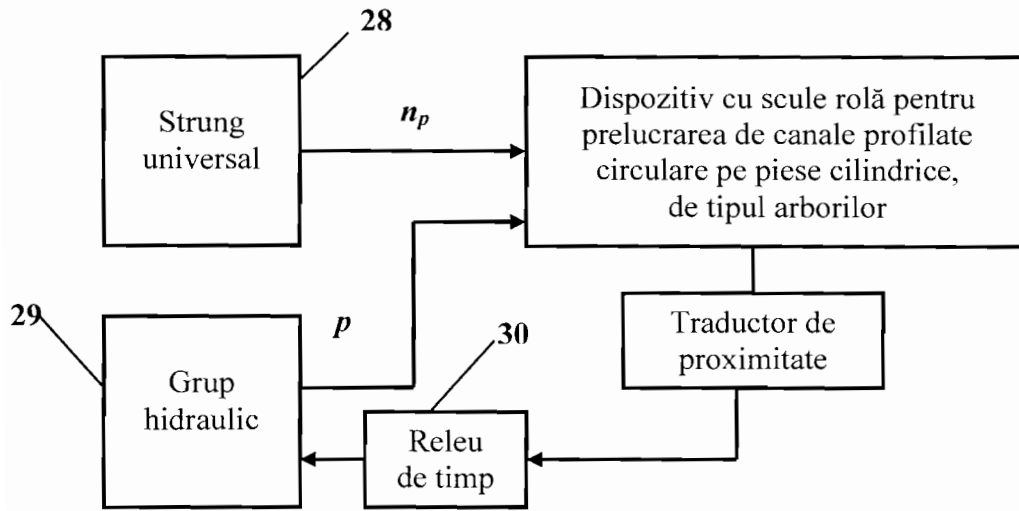 28
Strung
universal
n_p
Dispozitiv cu scule rolă pentru
prelucrarea de canale profilate
circulare pe piese cilindrice,
de tipul arborilor
29
Grup
hidraulic
p
30
Releu
de timp
Traductor de
proximitate